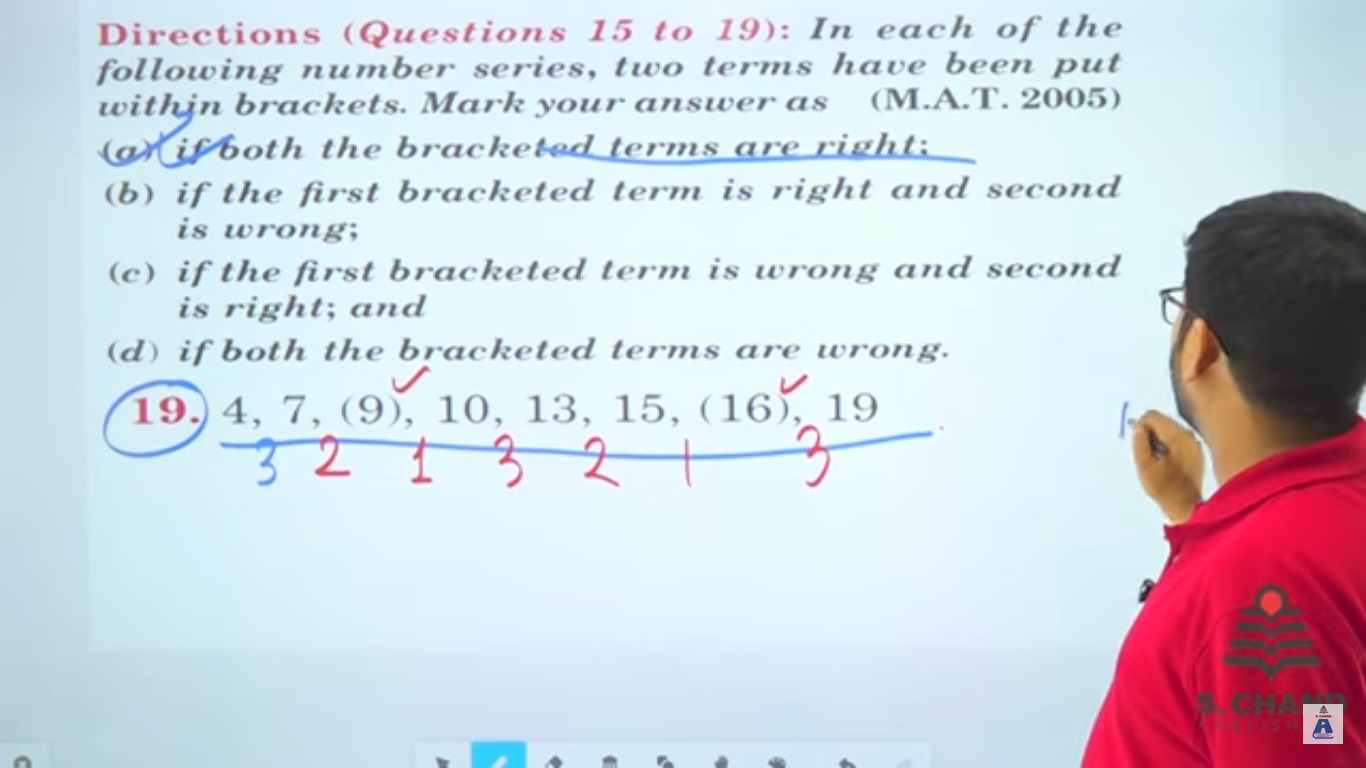 Directions (Questions 15 to 19): In each of the
following number series, two terms have been put
within brackets. Mark your answer as (M.A.T. 2005)
(a) if both the bracketed terms are right;
(b) if the first bracketed term is right and second
is wrong;
(c) if the first bracketed term is wrong and second
is right; and
(d) if both the bracketed terms are wrong.
19. 4, 7, (9), 10, 13, 15, (16), 19
3 2 1 3 2 1 3
S. CHAND